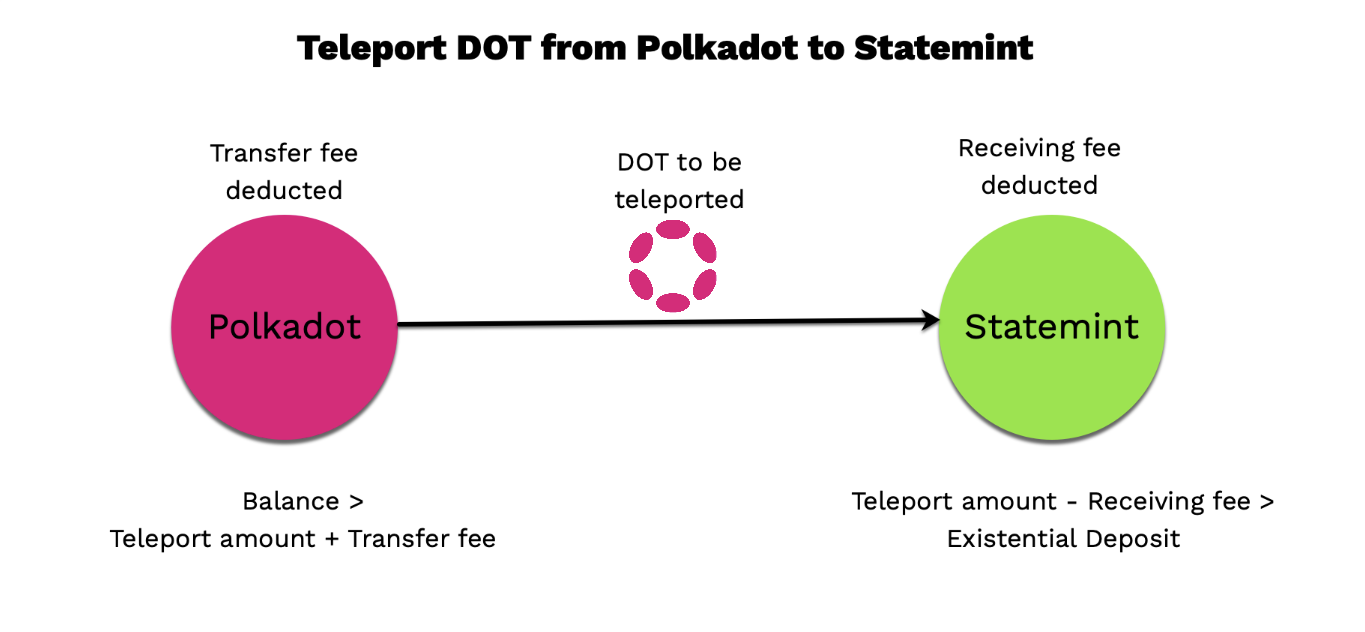 Teleport DOT from Polkadot to Statemint
Transfer fee
deducted
DOT to be
teleported
Receiving fee
deducted
Polkadot
Statemint
Balance >
Teleport amount + Transfer fee
Teleport amount - Receiving fee >
Existential Deposit